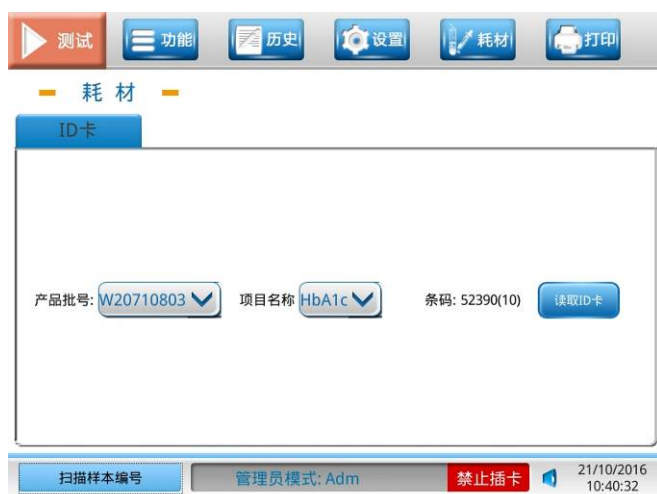 测试 功能 历史 设置 耗材 打印
耗 材
ID卡
产品批号: W20710803 项目名称 HbA1c 条码: 52390(10) 读取ID卡
扫描样本编号 管理员模式: Adm 禁止插卡 21/10/2016
10:40:32